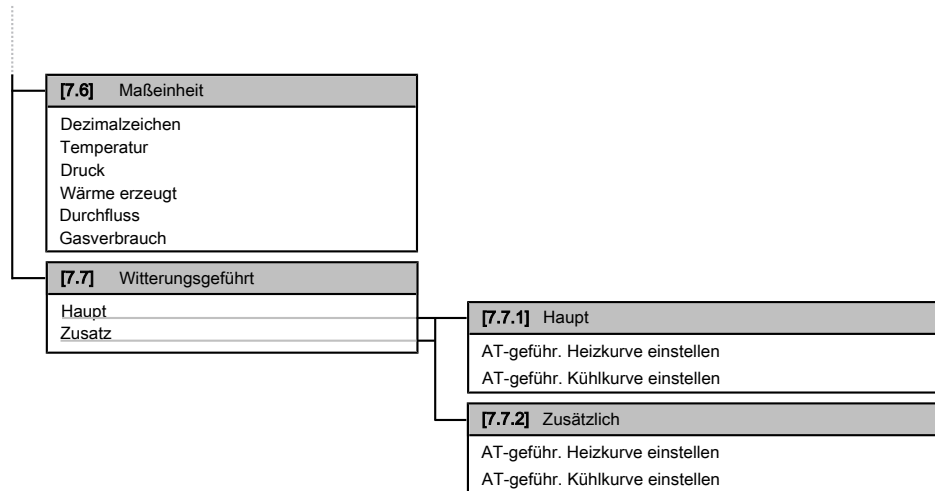 [7.6] Maßeinheit
Dezimalzeichen
Temperatur
Druck
Wärme erzeugt
Durchfluss
Gasverbrauch
[7.7] Witterungsgeführt
Haupt
Zusatz
[7.7.1] Haupt
AT-geführ. Heizkurve einstellen
AT-geführ. Kühlkurve einstellen
[7.7.2] Zusätzlich
AT-geführ. Heizkurve einstellen
AT-geführ. Kühlkurve einstellen